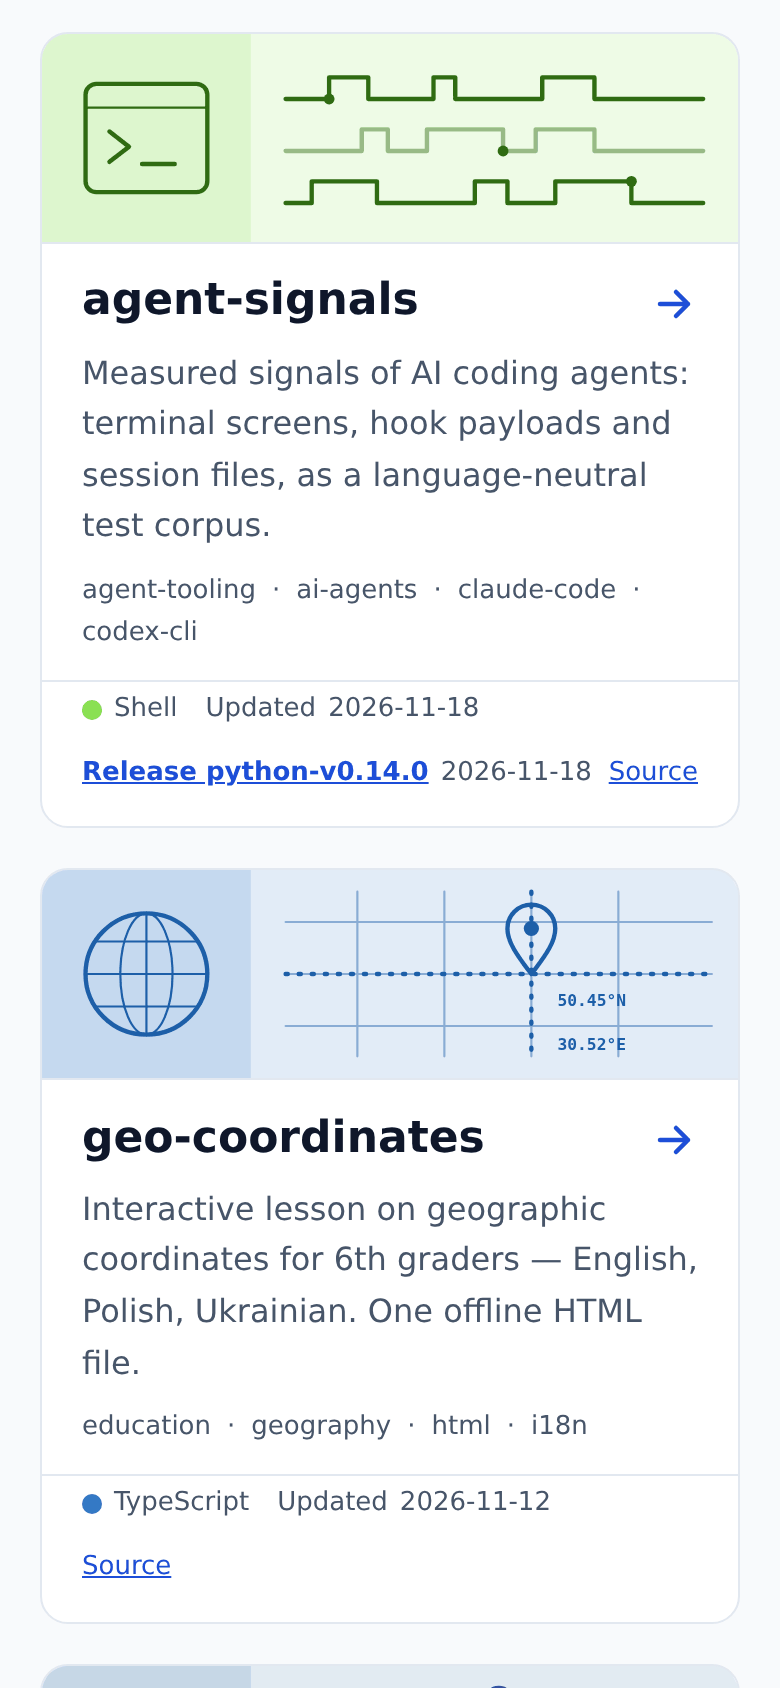 agent-signals →
Measured signals of AI coding agents:
terminal screens, hook payloads and
session files, as a language-neutral
test corpus.
agent-tooling · ai-agents · claude-code ·
codex-cli
Shell Updated 2026-11-18
Release python-v0.14.0 2026-11-18 Source
50.45°N
30.52°E
geo-coordinates →
Interactive lesson on geographic
coordinates for 6th graders — English,
Polish, Ukrainian. One offline HTML
file.
education · geography · html · i18n
TypeScript Updated 2026-11-12
Source